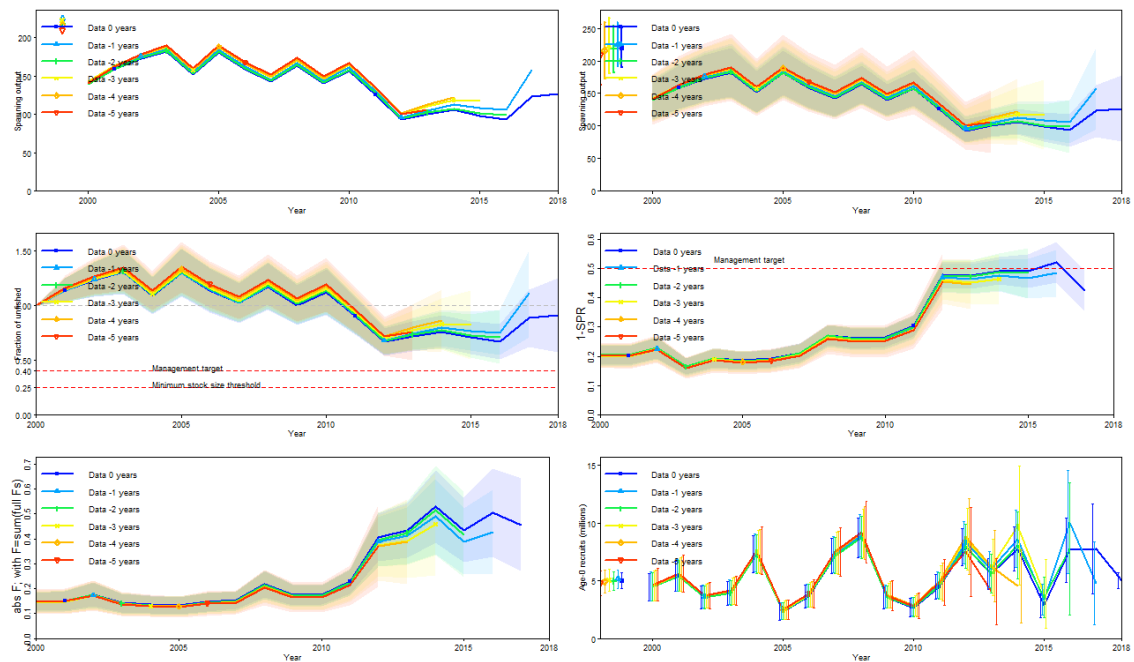 Data 0 years
Data -1 years
Data -2 years
Data -3 years
Data -4 years
Data -5 years
0
50
100
150
200
Spawning output
2000
2005
2010
2015
2018
Year
Data 0 years
Data -1 years
Data -2 years
Data -3 years
Data -4 years
Data -5 years
0
50
100
150
200
250
Spawning output
2000
2005
2010
2015
2018
Year
Data 0 years
Data -1 years
Data -2 years
Data -3 years
Data -4 years
Data -5 years
0.00
0.25
0.40
0.50
1.00
1.50
Fraction of unfished
Management target
Minimum stock size threshold
2000
2005
2010
2015
2018
Year
Management target
Data 0 years
Data -1 years
Data -2 years
Data -3 years
Data -4 years
Data -5 years
0.0
0.1
0.2
0.3
0.4
0.5
0.6
1-SPR
2000
2005
2010
2015
2018
Year
Data 0 years
Data -1 years
Data -2 years
Data -3 years
Data -4 years
Data -5 years
0.0
0.1
0.2
0.3
0.4
0.5
0.6
0.7
abs F; with F=sum(full Fs)
2000
2005
2010
2015
2018
Year
Data 0 years
Data -1 years
Data -2 years
Data -3 years
Data -4 years
Data -5 years
0
5
10
15
Age-0 recruits (millions)
2000
2005
2010
2015
2018
Year